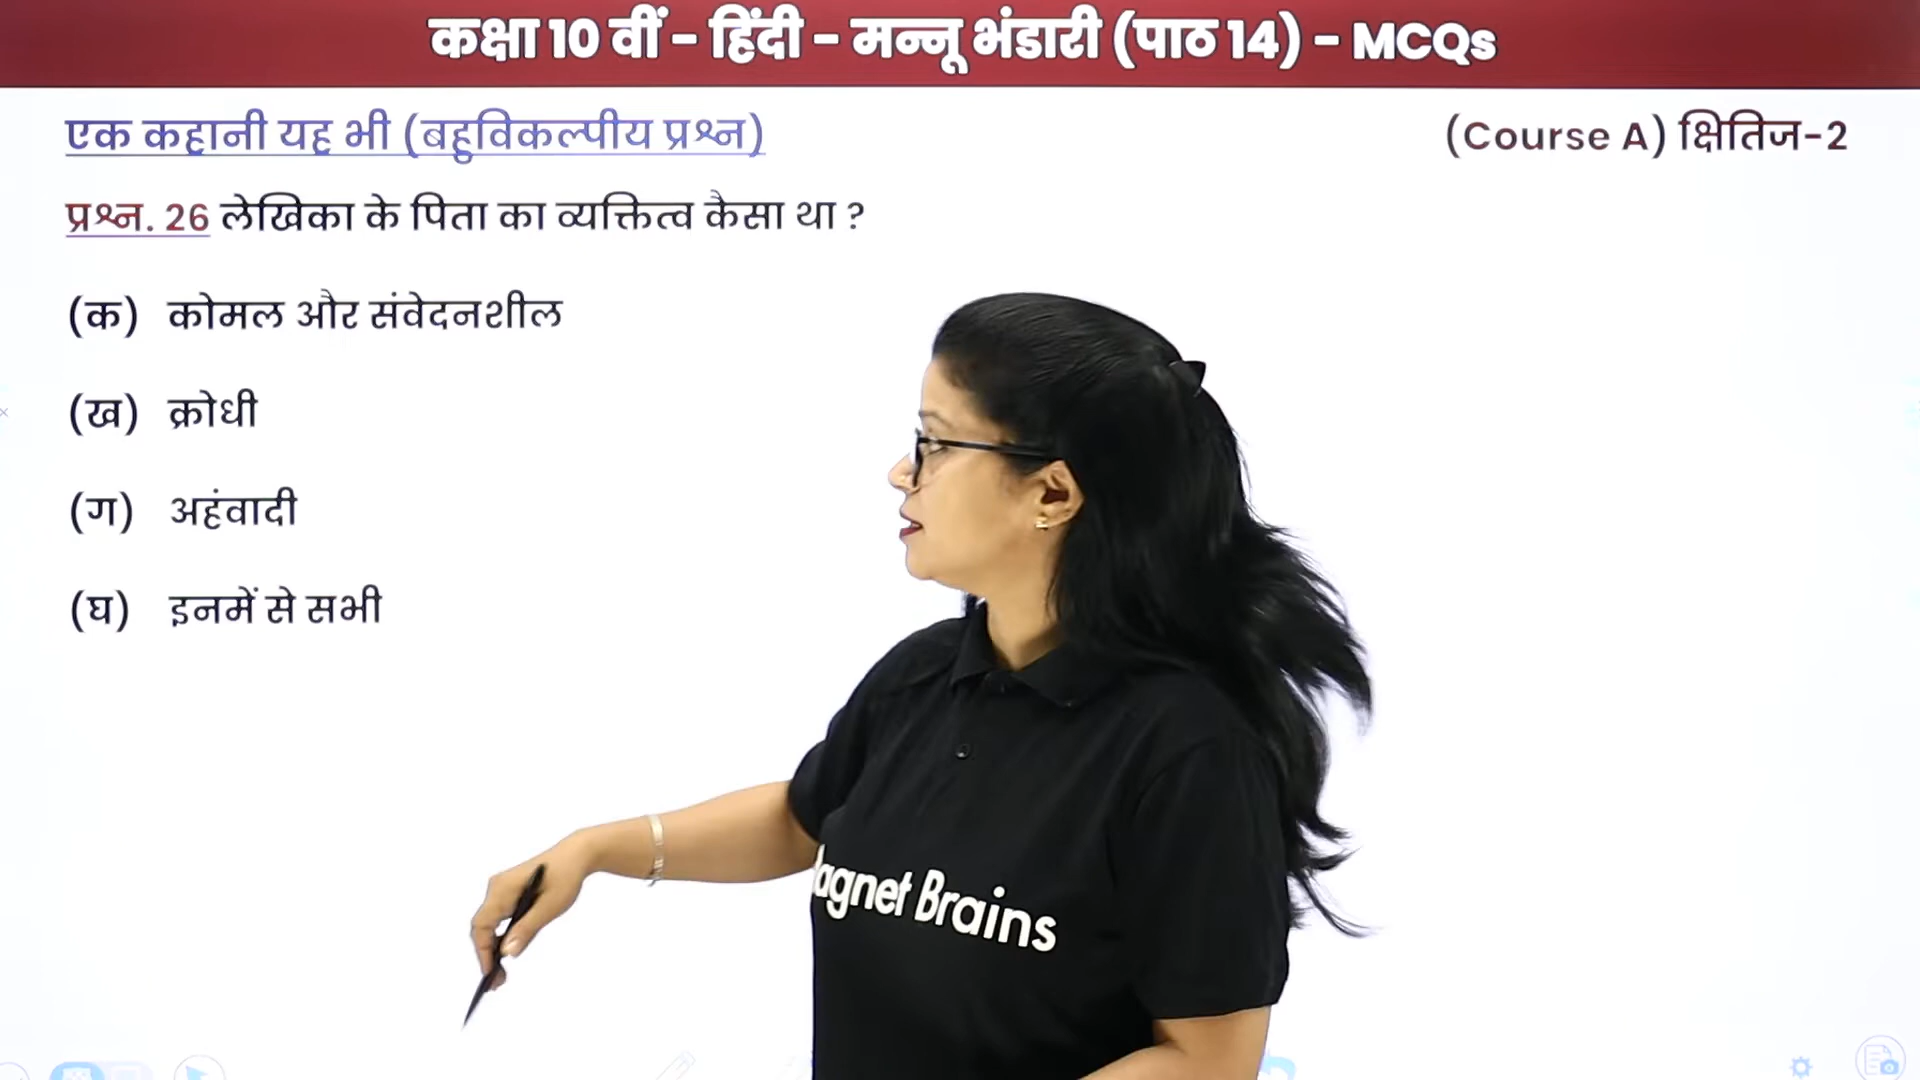 कक्षा 10 वीं - हिंदी - मन्नू भंडारी (पाठ 14) - MCQs
एक कहानी यह भी (बहुविकल्पीय प्रश्न)
(Course A) क्षितिज-2
प्रश्न. 26 लेखिका के पिता का व्यक्तित्व कैसा था ?
(क) कोमल और संवेदनशील
(ख) क्रोधी
(ग) अहंवादी
(घ) इनमें से सभी
agnet Brains